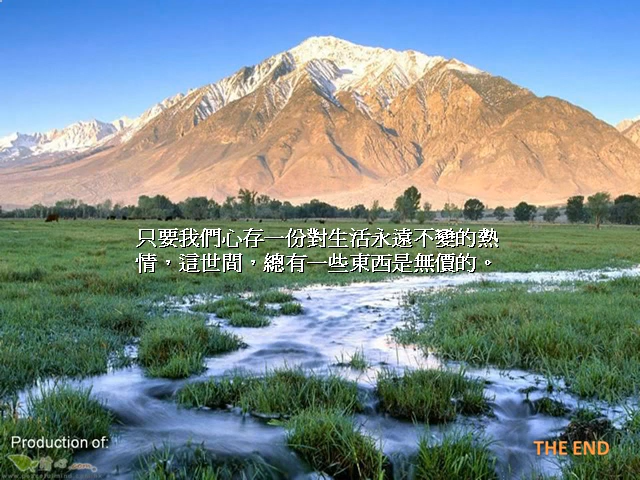 只要我們心存一份對生活永遠不變的熱
情，這世間，總有一些東西是無價的。
Production of:
THE END